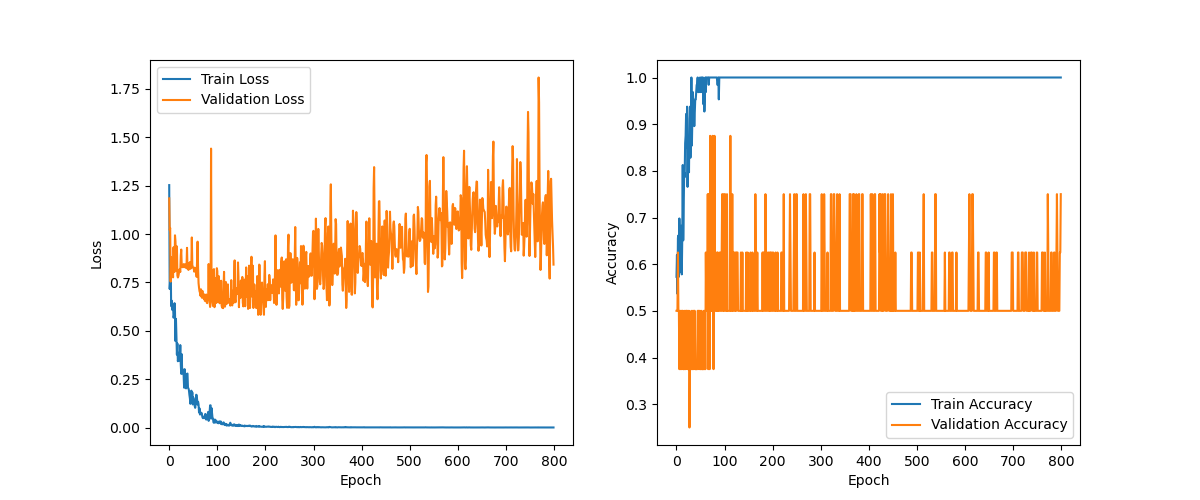 Train Loss
Validation Loss
1.75
1.50
1.25
1.00
0.75
0.50
0.25
0.00
Loss
0 100 200 300 400 500 600 700 800
Epoch
1.0
0.9
0.8
0.7
0.6
0.5
0.4
0.3
Accuracy
Train Accuracy
Validation Accuracy
0 100 200 300 400 500 600 700 800
Epoch